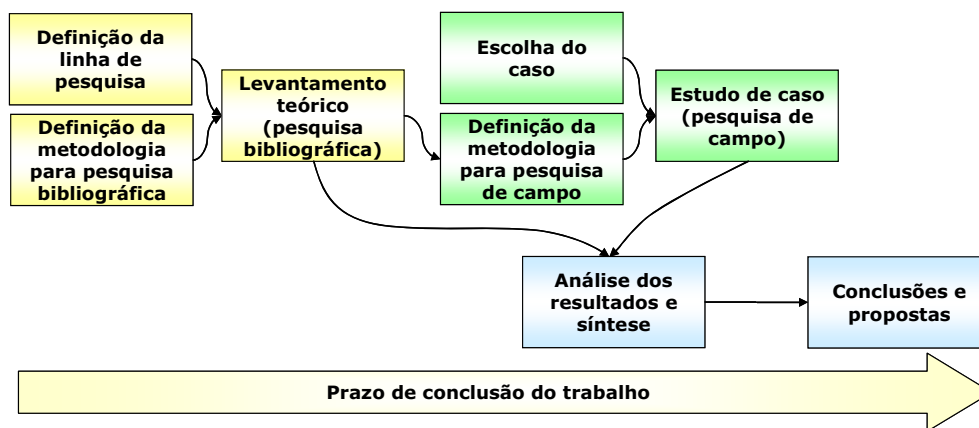 Definição da
linha de
pesquisa
Definição da
metodologia
para pesquisa
bibliográfica
Levantamento
teórico
(pesquisa
bibliográfica)
Escolha do
caso
Definição da
metodologia
para pesquisa
de campo
Estudo de caso
(pesquisa de
campo)
Análise dos
resultados e
síntese
Conclusões e
propostas
Prazo de conclusão do trabalho